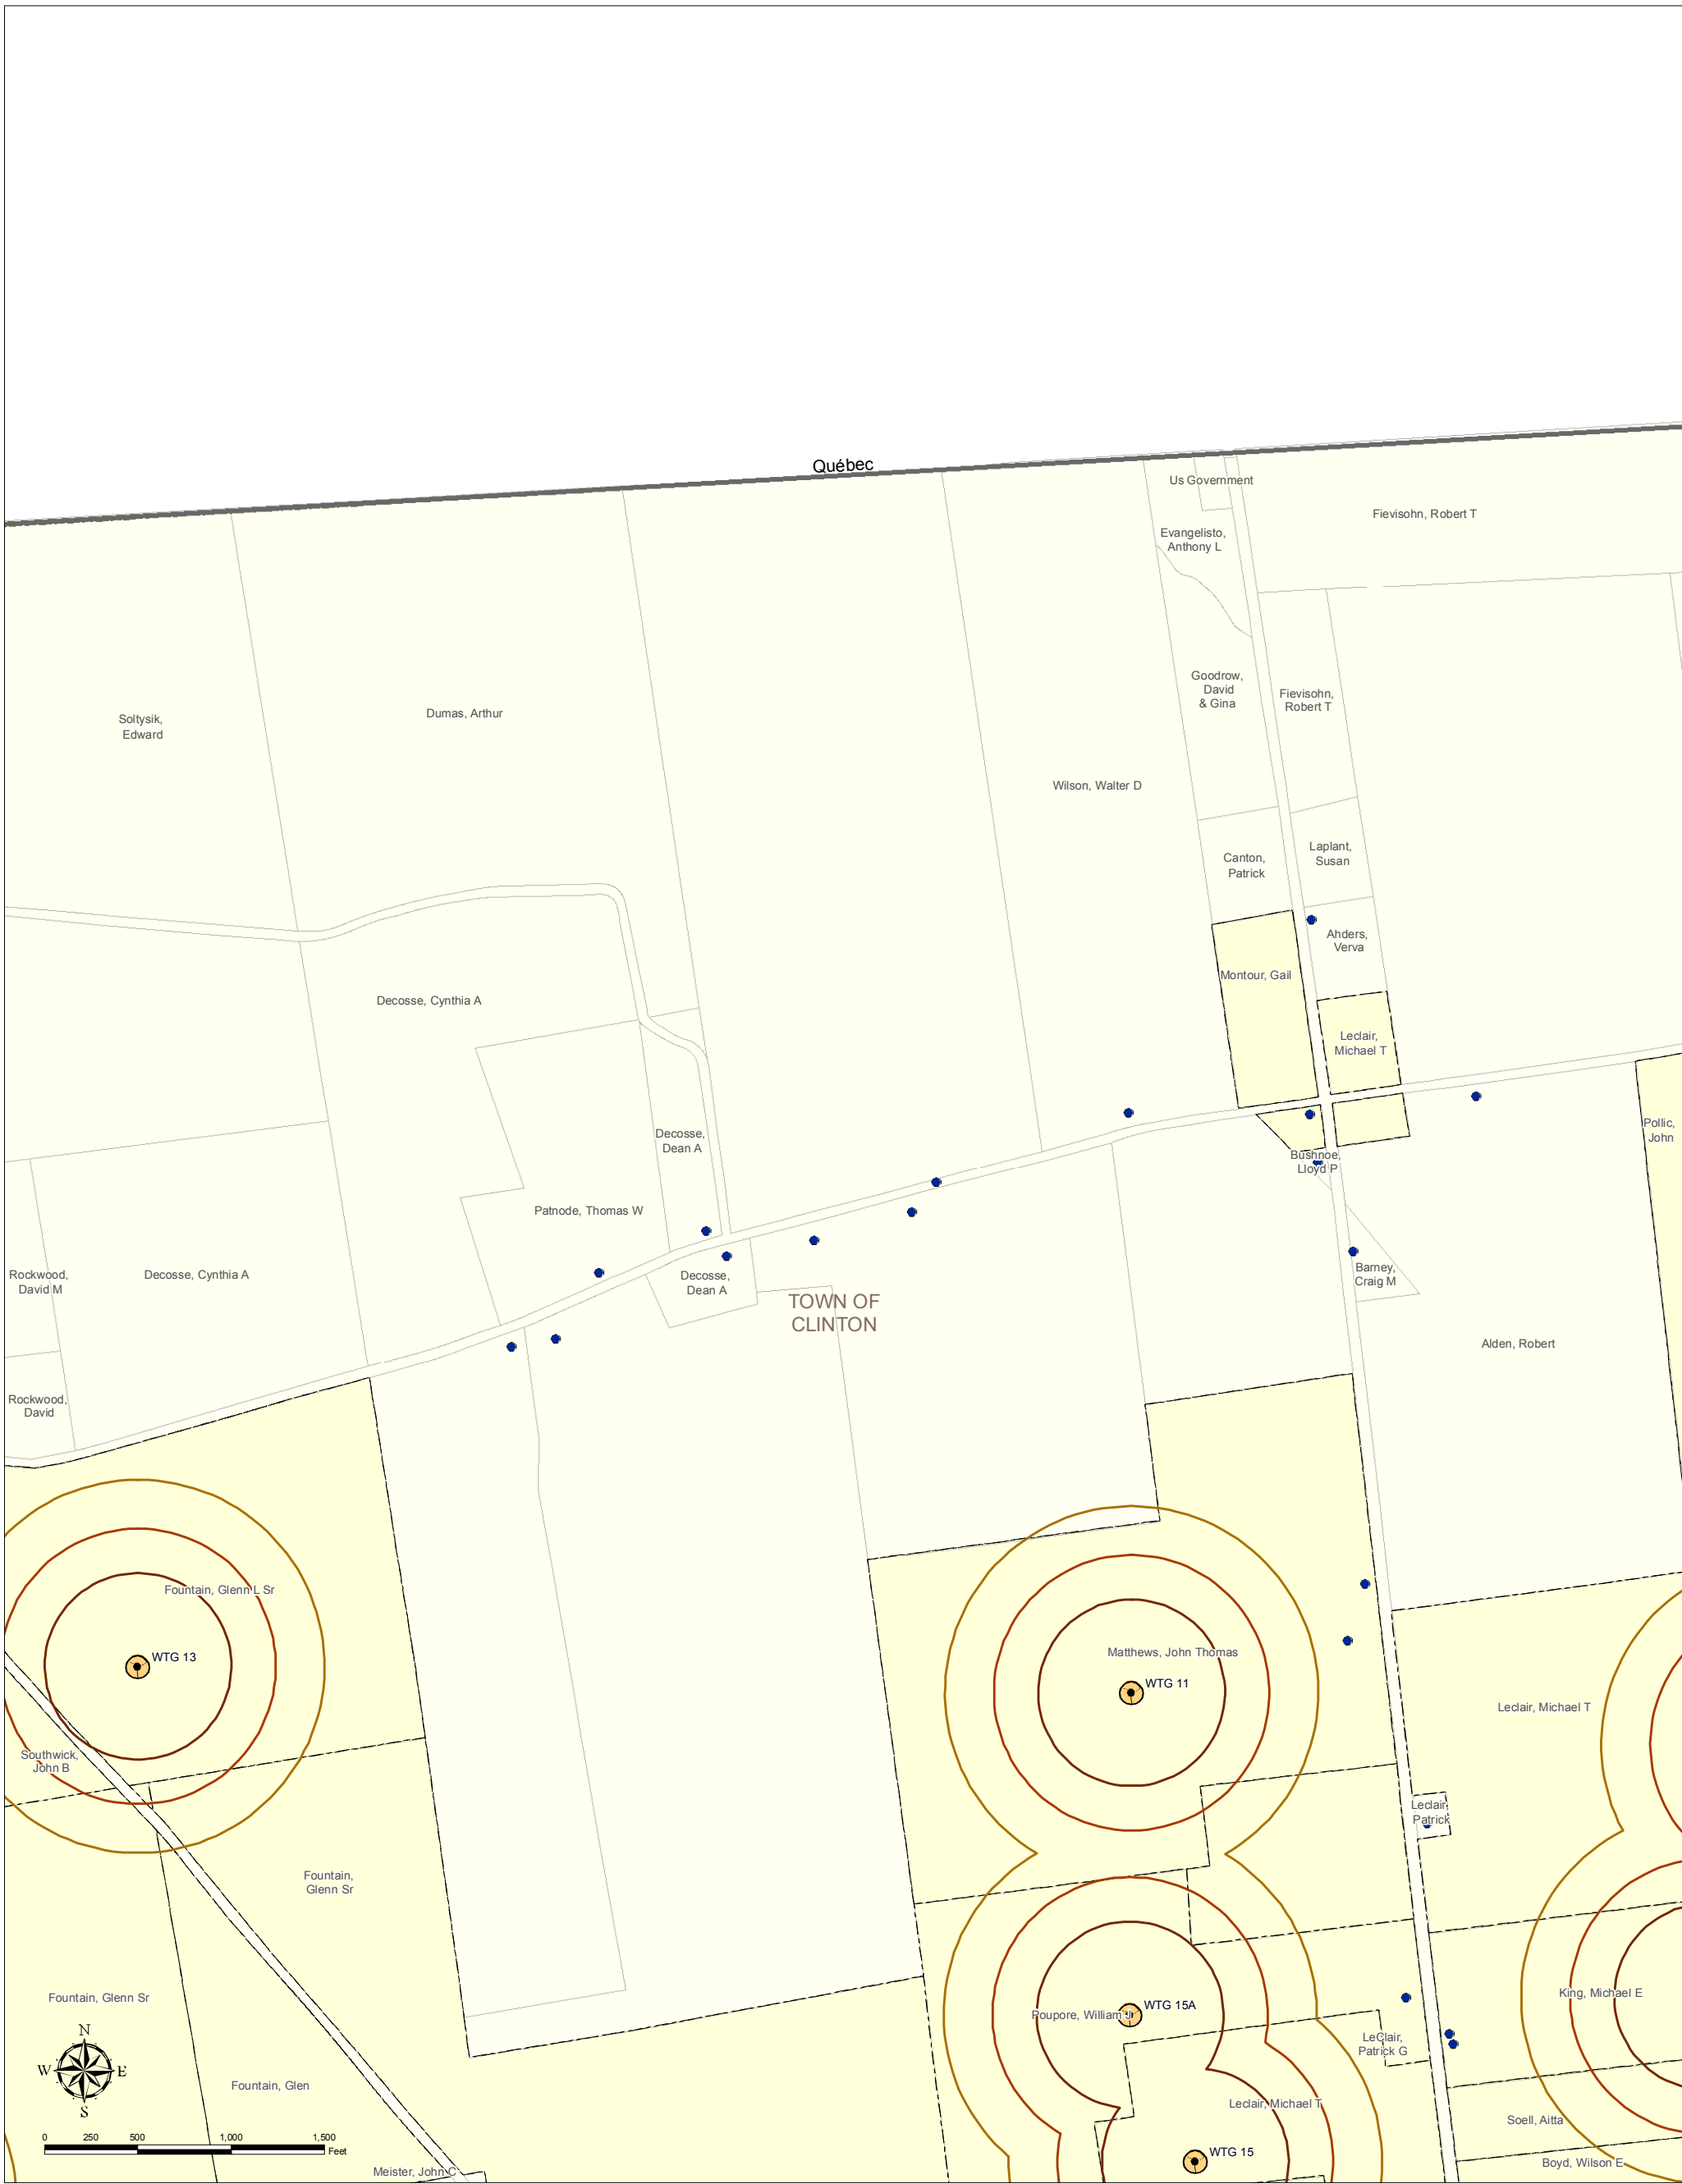 Québec
Us Government
Fievisohn, Robert T
Evangelisto,
Anthony L
Goodrow,
David
& Gina
Fievisohn,
Robert T
Soltysik,
Edward
Dumas, Arthur
Wilson, Walter D
Canton,
Patrick
Laplant,
Susan
Ahders,
Verva
Montour, Gail
Decosse, Cynthia A
Leclair,
Michael T
Decosse,
Dean A
Pollic,
John
Bushnoe,
Lloyd P
Patnode, Thomas W
Rockwood,
David M
Decosse, Cynthia A
Decosse,
Dean A
Barney,
Craig M
TOWN OF
CLINTON
Alden, Robert
Rockwood,
David
Fountain, Glenn L Sr
WTG 13
Matthews, John Thomas
WTG 11
Leclair, Michael T
Southwick,
John B
Leclair,
Patrick
Fountain,
Glenn Sr
Fountain, Glenn Sr
King, Michael E
WTG 15A
Poupore, William J
LeClair,
Patrick G
N
W E
S
Fountain, Glen
Leclair, Michael T
Soell, Aitta
0 250 500 1,000 1,500
Feet
WTG 15
Boyd, Wilson E
Meister, John C